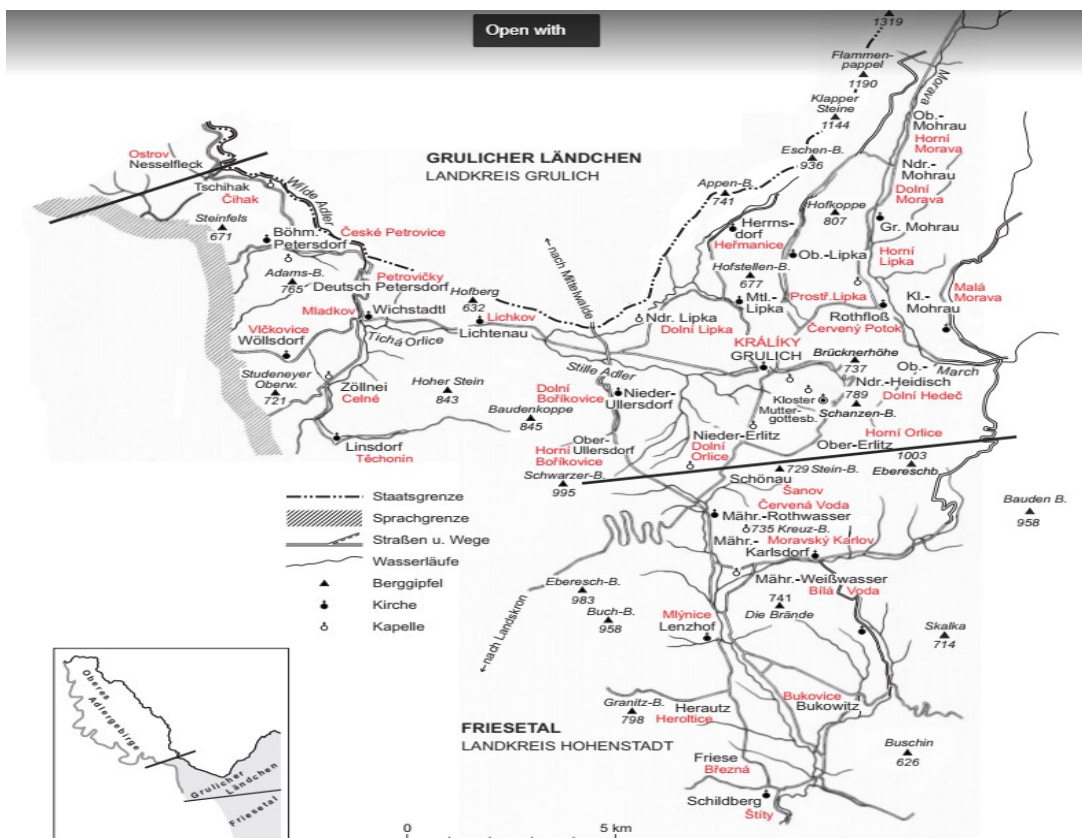 Open with
1319
Flammen-
pappel
1190
Morava
Klapper
Steine
1144
Ob.-
Mohrau
Horní
Morava
Ostrov
Nesselfleck
GRULICHER LÄNDCHEN
LANDKREIS GRULICH
Eschen-B.
936
Ndr.-
Mohrau
Dolní
Morava
Tschihak
Čihak
Wilde Adler
Appen-B.
741
Hofkoppe
807
Steinfels
671
Böhm.
Petersdorf
České Petrovice
Herrns-
dorf
Heřmanice
Gr. Mohrau
Ob.-Lipka
Horní
Lipka
nach Mittelwalde
Adams-B.
765
Petrovičky
Deutsch Petersdorf
Hofstellen-B.
677
Malá
Morava
Hofberg
632
Mtl.-
Lipka
Prostř.Lipka
Kl.-
Mohrau
Mladkov
Wichstadtl
Lichkov
Lichtenau
Ndr. Lipka
Dolní Lipka
Rothfloß
Červený Potok
Vlčkovice
Wöllsdorf
Tichá Orlice
KRÁLÍKY
GRULICH
Brücknerhöhe
737
Ob.-
March
Stille Adler
Studeneyer
Oberw.
721
Zöllnei
Celné
Hoher Stein
843
Dolní
Boříkovice
Nieder-
Ullersdorf
Kloster
Mutter-
gottesb.
Ndr.-Heidisch
789
Dolní Hedeč
Schanzen-B.
Baudenkoppe
845
Linsdorf
Těchonín
Ober-
Ullersdorf
Horní
Boříkovice
Nieder-Erlitz
Dolní
Orlice
Horní Orlice
Ober-Erlitz
1003
Ebereschb.
Schwarzer-B.
995
729 Stein-B.
Schönau
Šanov
Bauden B.
958
Staatsgrenze
Sprachgrenze
Straßen u. Wege
Wasserläufe
Berggipfel
Kirche
Kapelle
Červená Voda
Mähr.-Rothwasser
735 Kreuz-B.
Mähr.-
Karlsdorf
Moravský Karlov
Eberesch-B.
983
Mähr.-Weißwasser
Bílá Voda
741
Die Brände
Buch-B.
958
Mlýnice
Lenzhof
Skalka
714
nach Landskron
Granitz-B.
798
Herautz
Heroltice
Bukovice
Bukowitz
FRIESETAL
LANDKREIS HOHENSTADT
Buschin
626
Friese
Březná
Schildberg
Štíty
Oberes
Adlergebirge
Grulicher
Ländchen
Friesetal
0 5 km